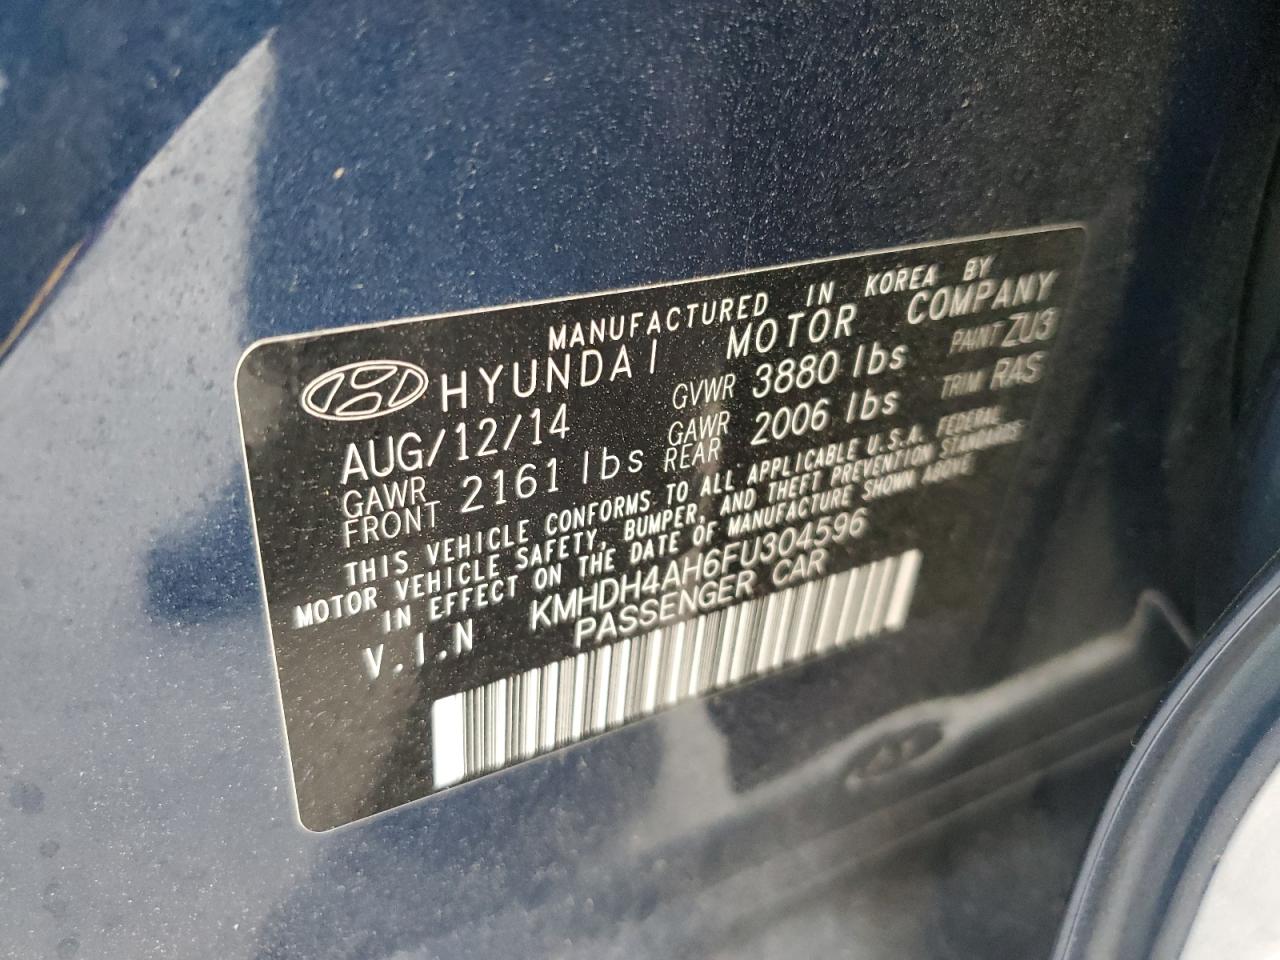 MANUFACTURED IN KOREA BY
HYUNDAI MOTOR COMPANY
AUG/12/14 GVWR 3880 lbs PAINT ZU3
GAWR FRONT 2161 lbs GAWR REAR 2006 lbs TRIM RAS
THIS VEHICLE CONFORMS TO ALL APPLICABLE U.S.A. FEDERAL
MOTOR VEHICLE SAFETY, BUMPER, AND THEFT PREVENTION STANDARDS
IN EFFECT ON THE DATE OF MANUFACTURE SHOWN ABOVE
V.I.N KMHDH4AH6FU304596
PASSENGER CAR